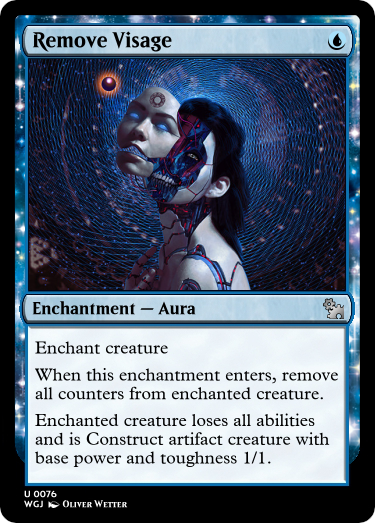 Remove Visage
Enchantment — Aura
Enchant creature
When this enchantment enters, remove
all counters from enchanted creature.
Enchanted creature loses all abilities
and is Construct artifact creature with
base power and toughness 1/1.
U 0076
WGJ Oliver Wetter